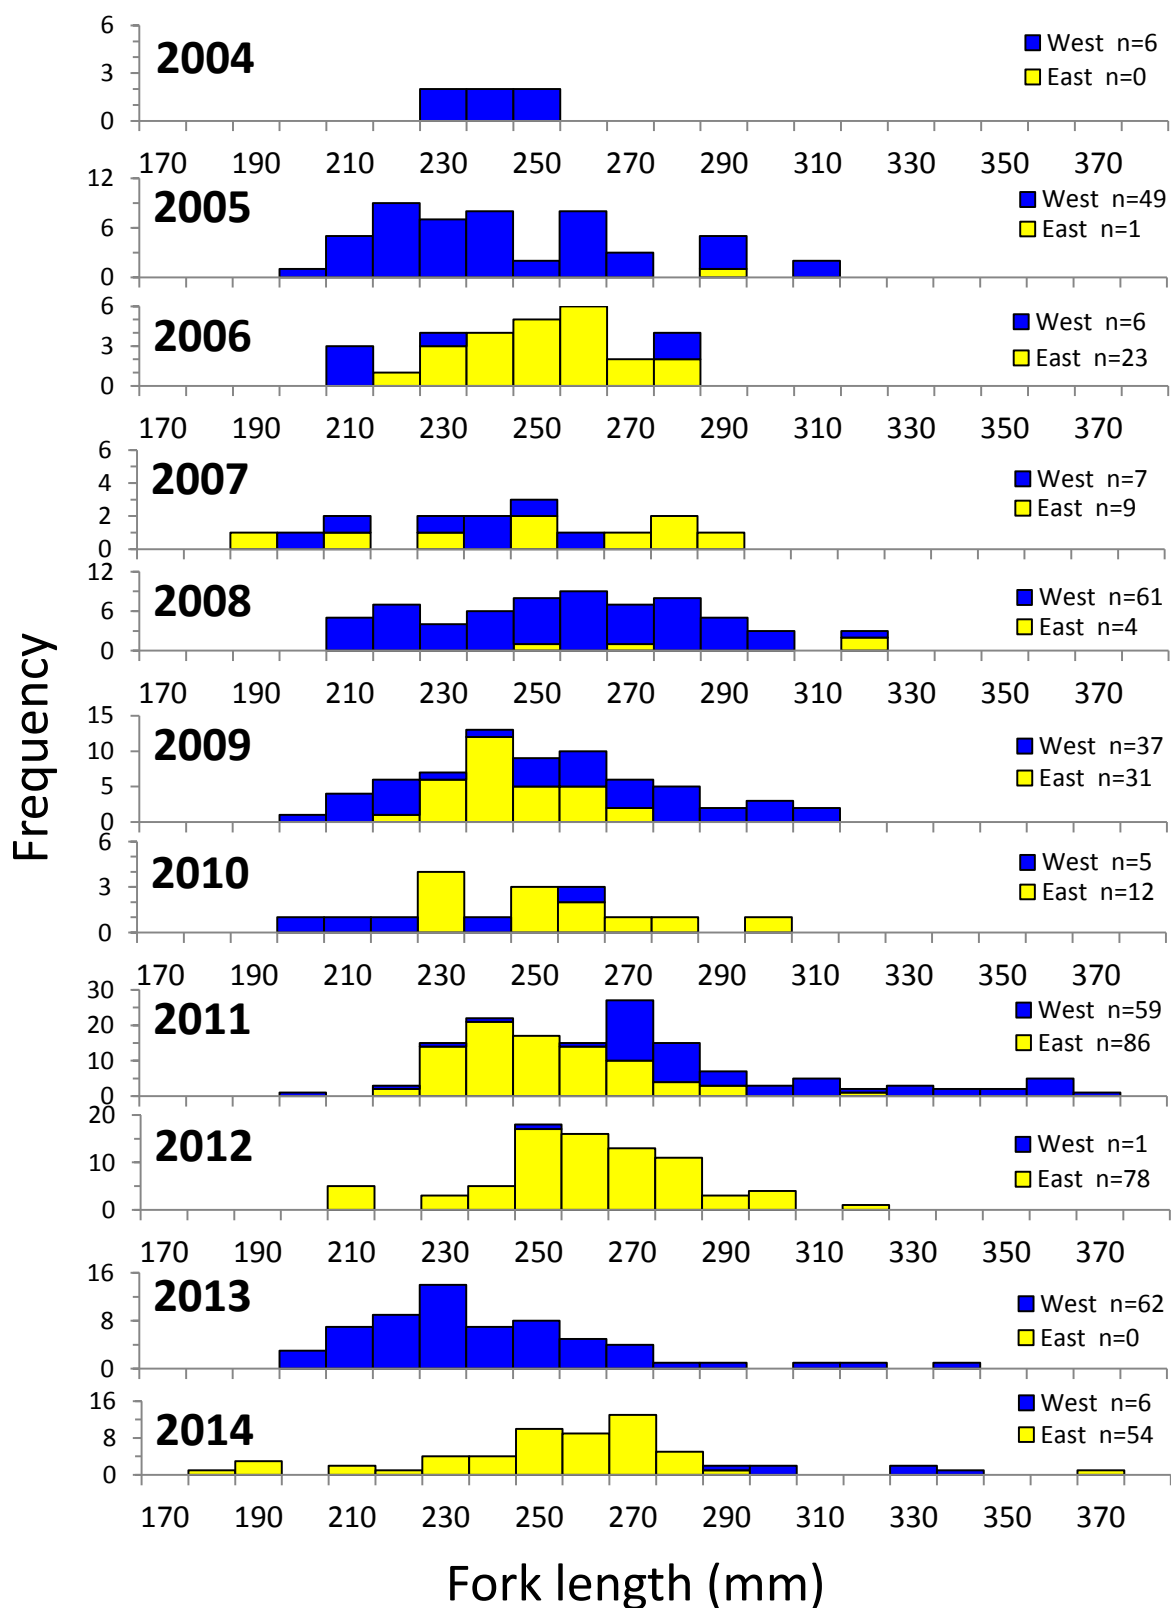 6
3
0
2004
West n=6
East n=0
170 190 210 230 250 270 290 310 330 350 370
12
6
0
2005
West n=49
East n=1
6
3
0
2006
West n=6
East n=23
170 190 210 230 250 270 290 310 330 350 370
6
4
2
0
2007
West n=7
East n=9
12
6
0
2008
West n=61
East n=4
170 190 210 230 250 270 290 310 330 350 370
15
10
5
0
2009
West n=37
East n=31
6
3
0
2010
West n=5
East n=12
170 190 210 230 250 270 290 310 330 350 370
30
20
10
0
2011
West n=59
East n=86
20
10
0
2012
West n=1
East n=78
170 190 210 230 250 270 290 310 330 350 370
16
8
0
2013
West n=62
East n=0
16
8
0
2014
West n=6
East n=54
170 190 210 230 250 270 290 310 330 350 370
Frequency
Fork length (mm)